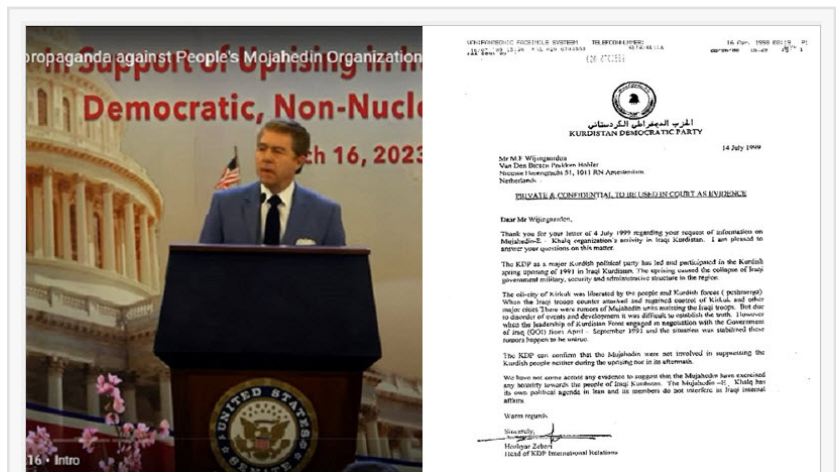 propaganda against People's Mojahedin Organization
In Support of Uprising in
Democratic, Non-Nucl
ch 16, 2023
UNITED STATES
SENATE
16 • Intro
TELEFOONNUMMER
الحزب الديمقراطي الكردستاني
KURDISTAN DEMOCRATIC PARTY
14 July 1999
Mr M.F Wijngaarden
Van Den Biesen Prakken Bohler
51, 1011 RN Amsterdam
Netherlands
PRIVATE & CONFIDENTIAL TO BE USED IN COURT AS EVIDENCE
Dear Mr Wijngaarden,
Thank you for your letter of 4 July 1999 regarding your request of information on
Mujahedin-E - Khalq organization's activity in Iraqi Kurdistan. I am pleased to
answer your questions on this matter.
The KDP as a major Kurdish political party has led and participated in the Kurdish
spring uprising of 1991 in Iraqi Kurdistan. The uprising caused the collapse of Iraqi
government military, security and administrative structure in the region.
The oil-city of Kirkuk was liberated by the people and Kurdish forces ( peshmerga)
When the Iraqi troops counter attacked and regained control of Kirkuk and other
major cities There were rumors of Mujahedin units assisting the Iraqi troops. But due
to disorder of events and development it was difficult to establish the truth. However
when the leadership of Kurdistan Front engaged in negotiation with the Government
of Iraq (GOI) from April - September 1991 and the situation was stabilized these
rumors happen to be untrue.
The KDP can confirm that the Mujahedin were not involved in suppressing the
Kurdish people neither during the uprising nor in its aftermath.
We have not come across any evidence to suggest that the Mujahedin have exercised
any hostility towards the people of Iraqi Kurdistan. The Mujahedin -E Khalq has
its own political agenda in Iran and its members do not interfere in Iraqi internal
affairs.
Warm regards.
Sincerely,
Hoshyar Zebari
Head of KDP International Relations